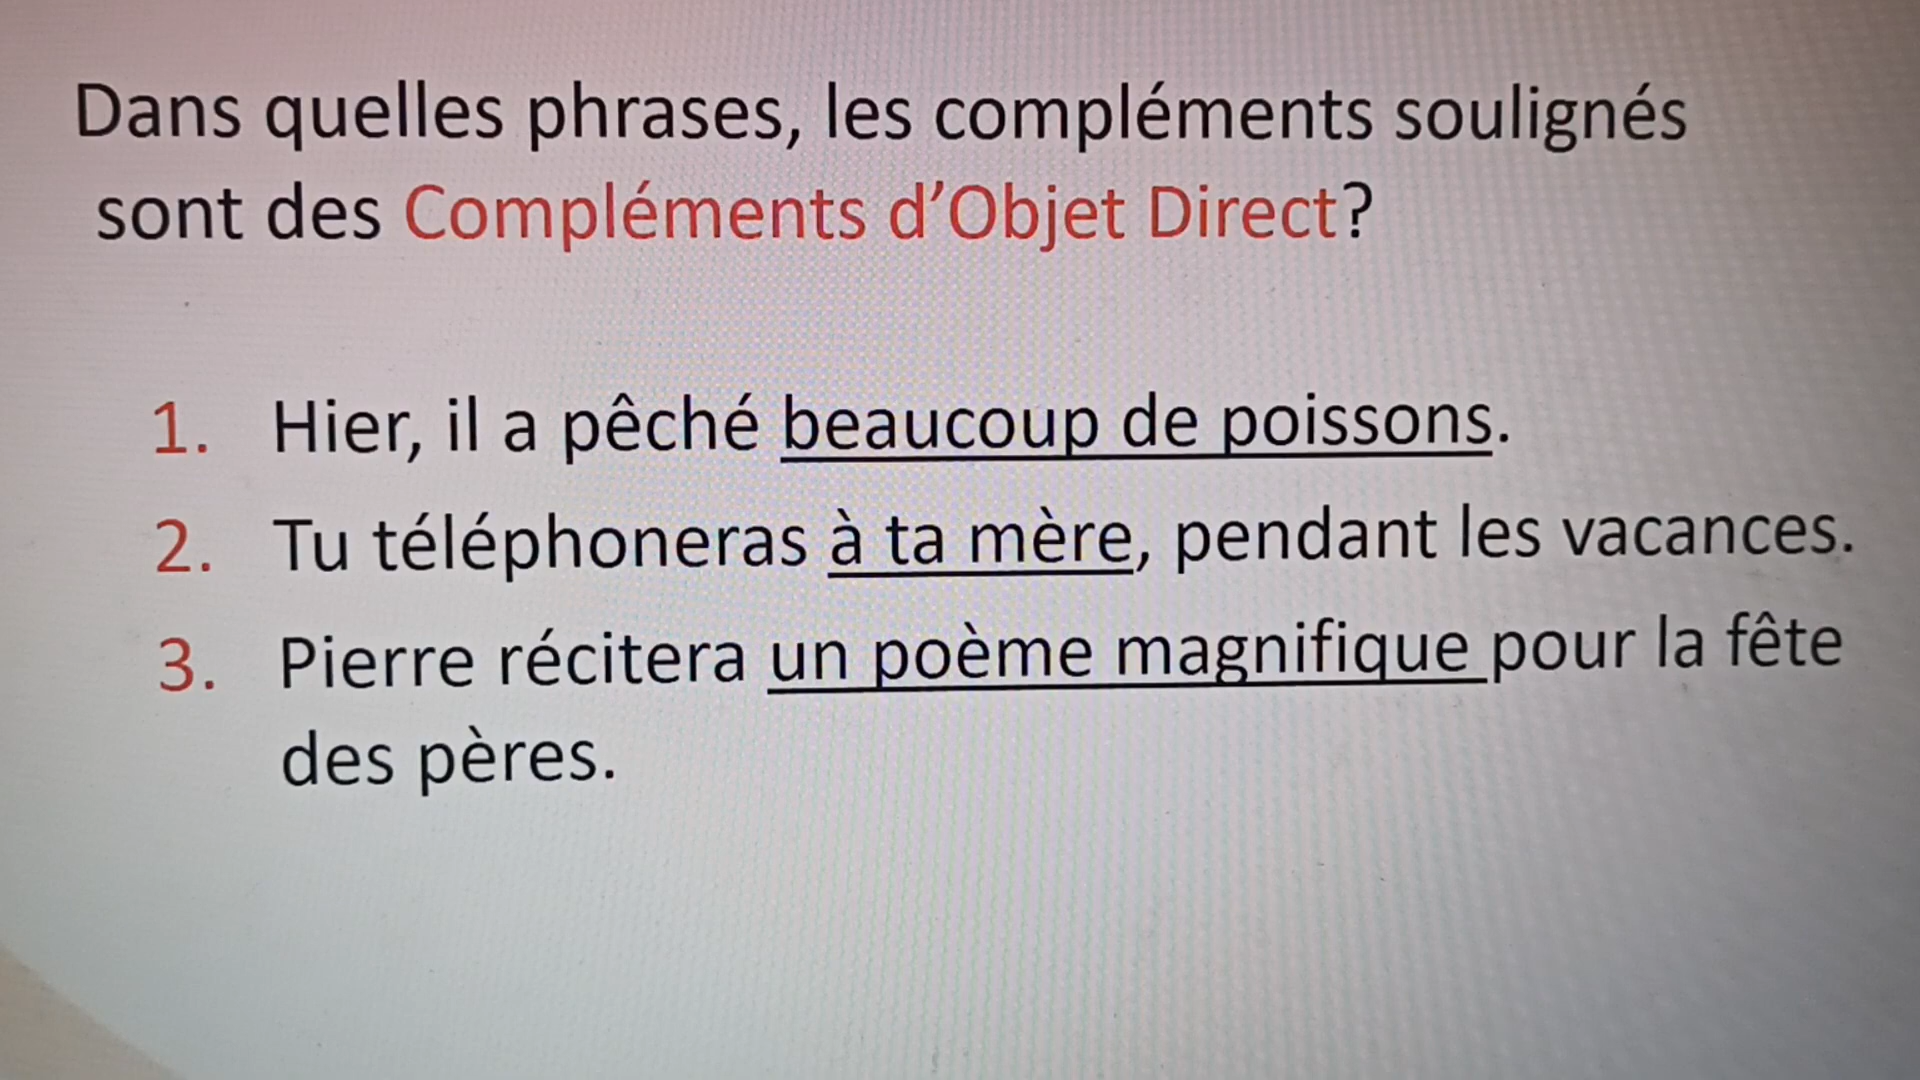 Dans quelles phrases, les compléments soulignés
sont des Compléments d'Objet Direct?
1. Hier, il a pêché beaucoup de poissons.
2. Tu téléphoneras à ta mère, pendant les vacances.
3. Pierre récitera un poème magnifique pour la fête
des pères.